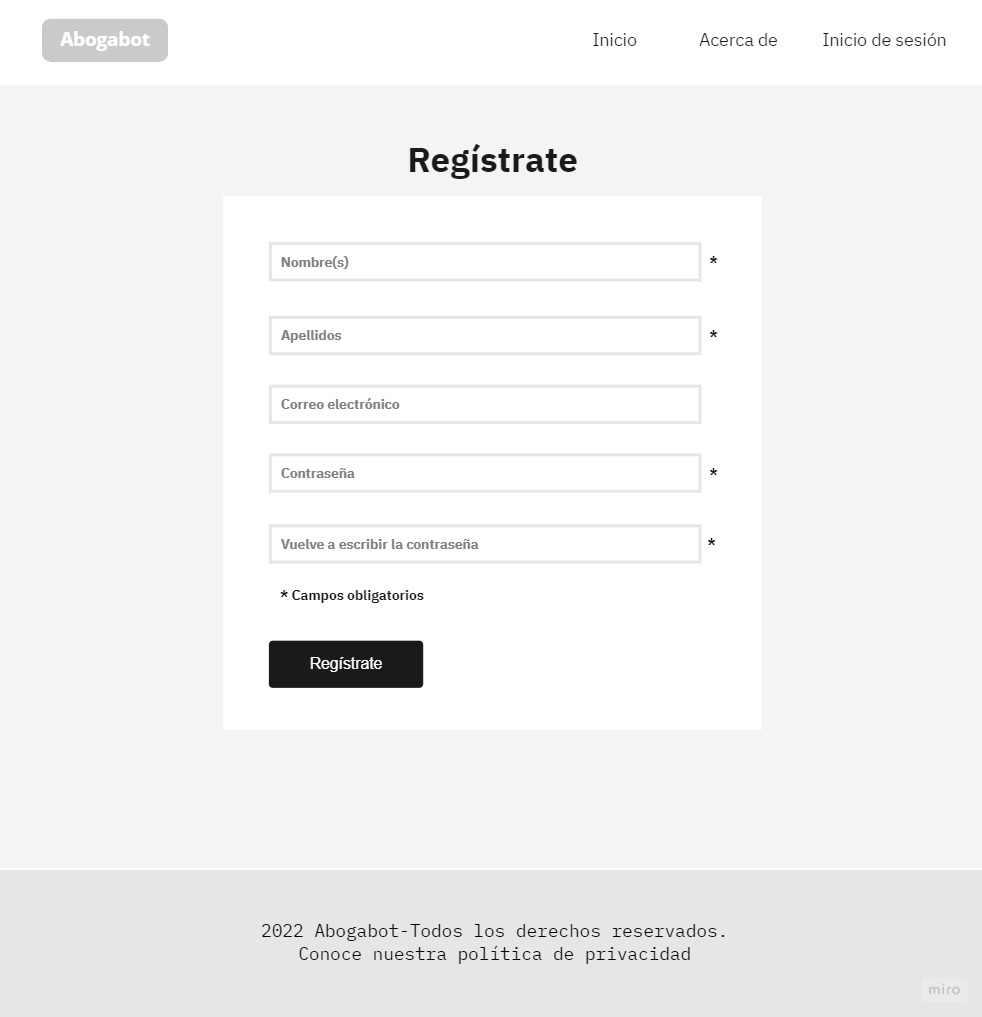 Abogabot
Inicio Acerca de Inicio de sesión
Regístrate
Nombre(s) *
Apellidos *
Correo electrónico
Contraseña *
Vuelve a escribir la contraseña *
* Campos obligatorios
Regístrate
2022 Abogabot-Todos los derechos reservados.
Conoce nuestra política de privacidad
miro